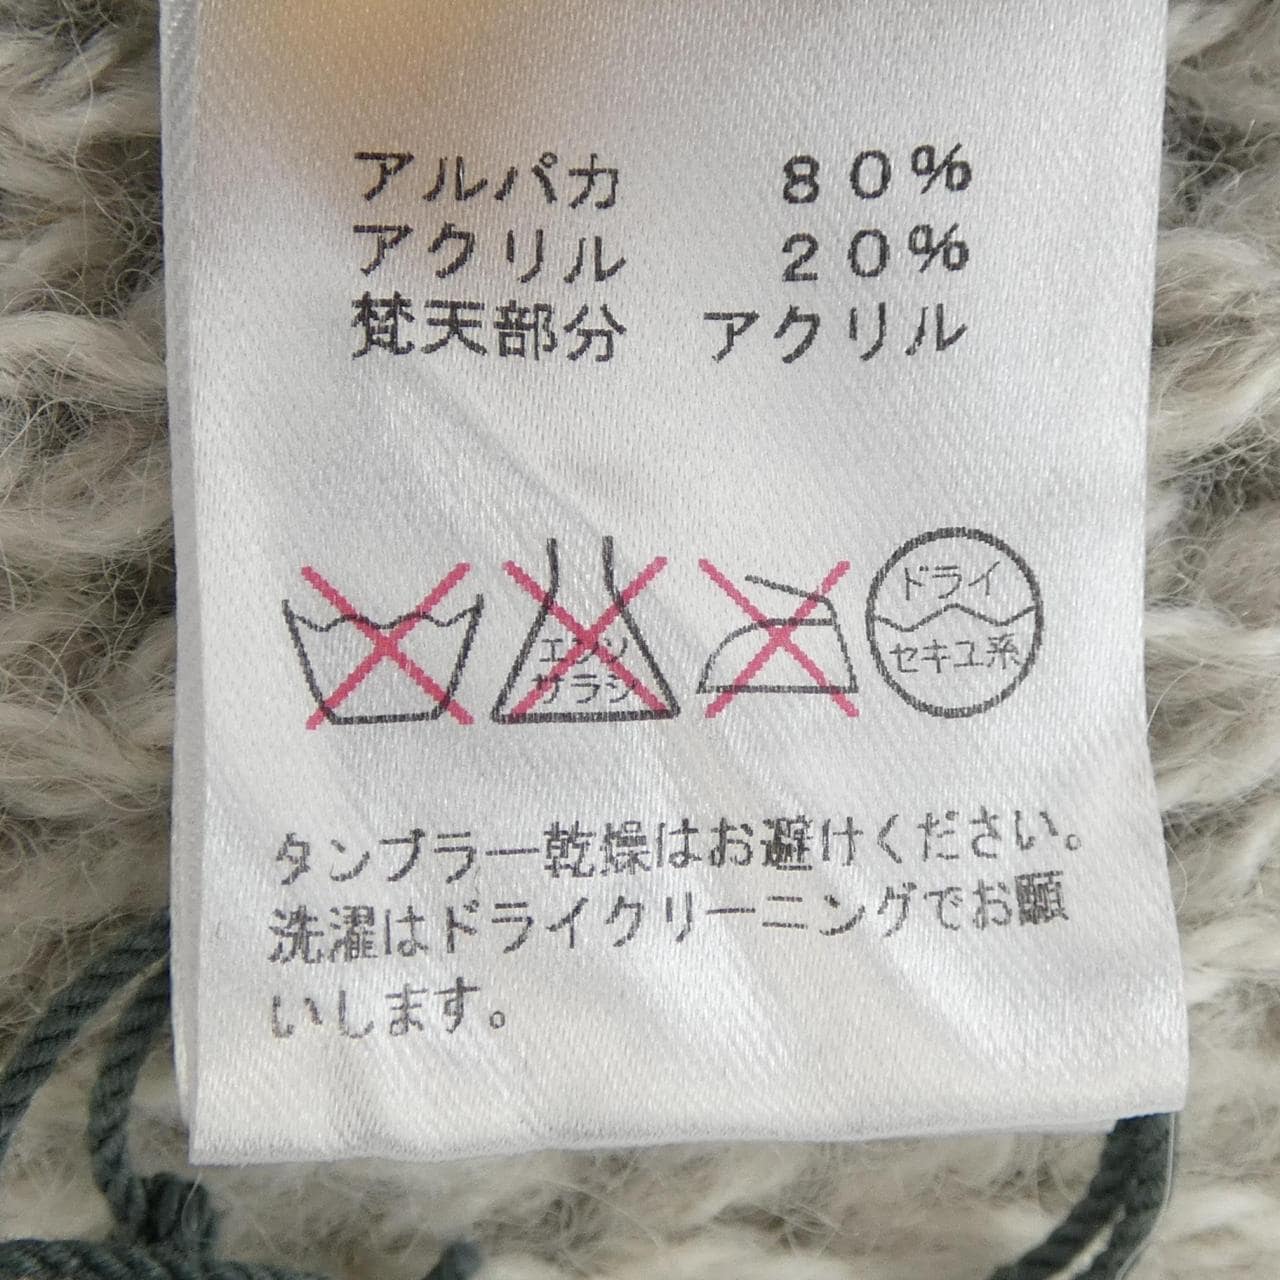 アルパカ 80%
アクリル 20%
梵天部分 アクリル
エンソ
サラシ
ドライ
セキユ系
タンブラー乾燥はお避けください。
洗濯はドライクリーニングでお願
いします。